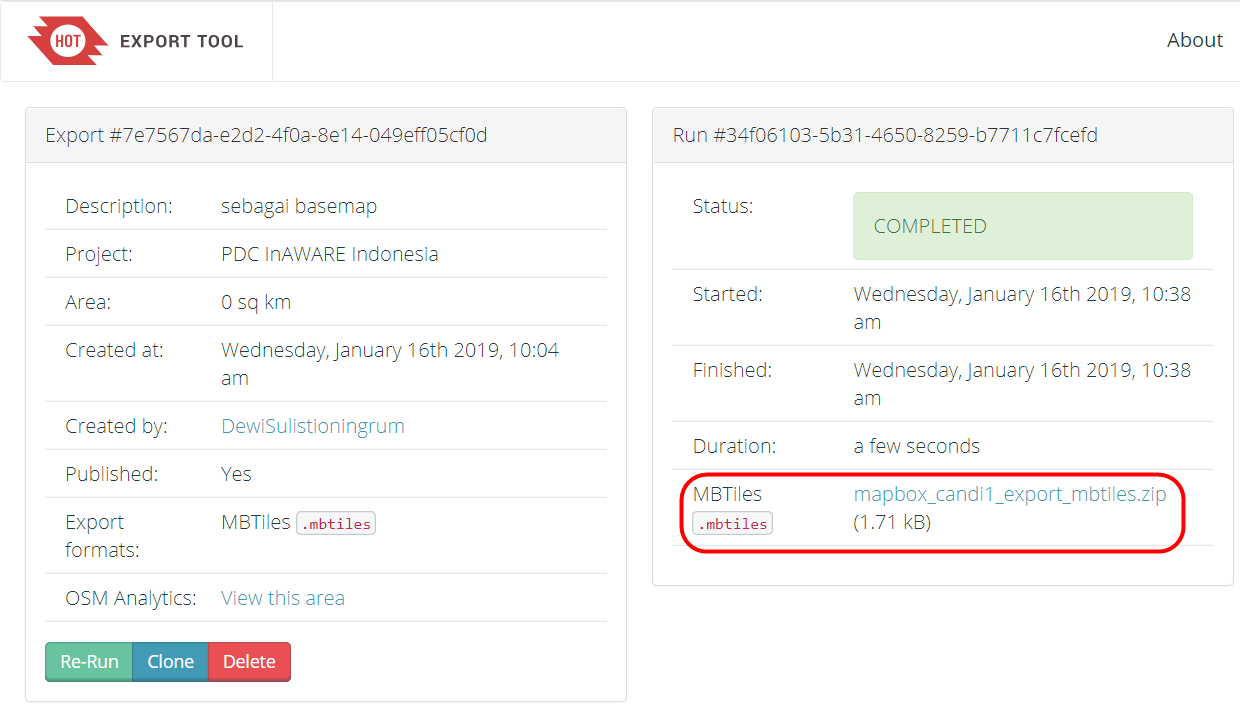 HOT EXPORT TOOL
About
Export #7e7567da-e2d2-4f0a-8e14-049eff05cf0d
Description: sebagai basemap
Project: PDC InAWARE Indonesia
Area: 0 sq km
Created at: Wednesday, January 16th 2019, 10:04
am
Created by: DewiSulistioningrum
Published: Yes
Export MBTiles .mbtiles
formats:
OSM Analytics: View this area
Re-Run Clone Delete
Run #34f06103-5b31-4650-8259-b7711c7fcefd
Status: COMPLETED
Started: Wednesday, January 16th 2019, 10:38
am
Finished: Wednesday, January 16th 2019, 10:38
am
Duration: a few seconds
MBTiles mapbox_candi1_export_mbtiles.zip
.mbtiles (1.71 kB)